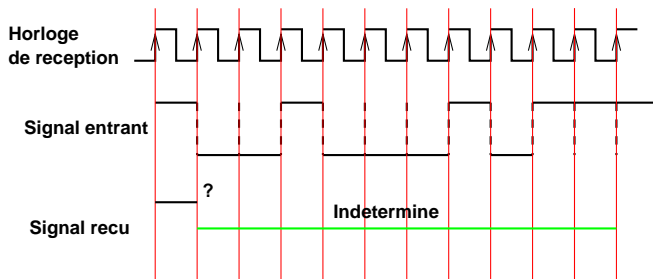 Horloge
de reception
Signal entrant
?
Indetermine
Signal recu